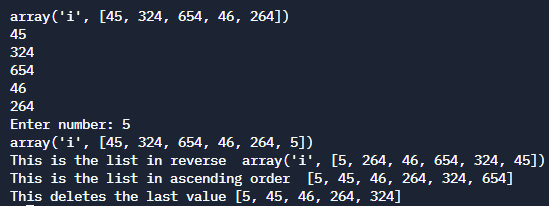 array('i', [45, 324, 654, 46, 264])
45
324
654
46
264
Enter number: 5
array('i', [45, 324, 654, 46, 264, 5])
This is the list in reverse  array('i', [5, 264, 46, 654, 324, 45])
This is the list in ascending order  [5, 45, 46, 264, 324, 654]
This deletes the last value [5, 45, 46, 264, 324]